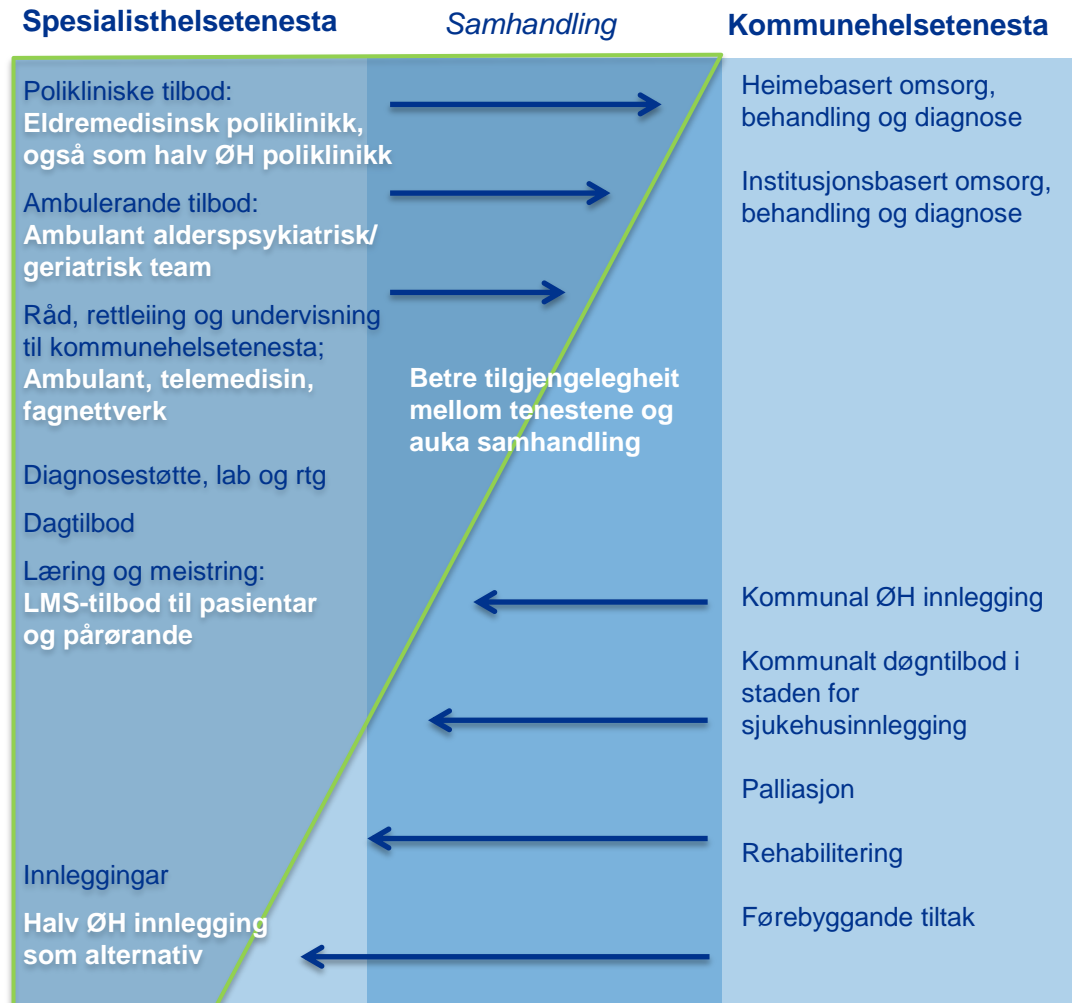 Spesialisthelsetenesta
Samhandling
Kommunehelsetenesta
Polikliniske tilbod:
Eldremedisinsk poliklinikk,
også som halv ØH poliklinikk
Ambulerande tilbod:
Ambulant alderspsykiatrisk/
geriatrisk team
Råd, rettleiing og undervisning
til kommunehelsetenesta;
Ambulant, telemedisin,
fagnettverk
Diagnosestøtte, lab og rtg
Dagtilbod
Læring og meistring:
LMS-tilbod til pasientar
og pårørande
Innleggingar
Halv ØH innlegging
som alternativ
Betre tilgjengelegheit
mellom tenestene og
auka samhandling
Heimebasert omsorg,
behandling og diagnose
Institusjonsbasert omsorg,
behandling og diagnose
Kommunal ØH innlegging
Kommunalt døgntilbod i
staden for
sjukehusinnlegging
Palliasjon
Rehabilitering
Førebyggande tiltak